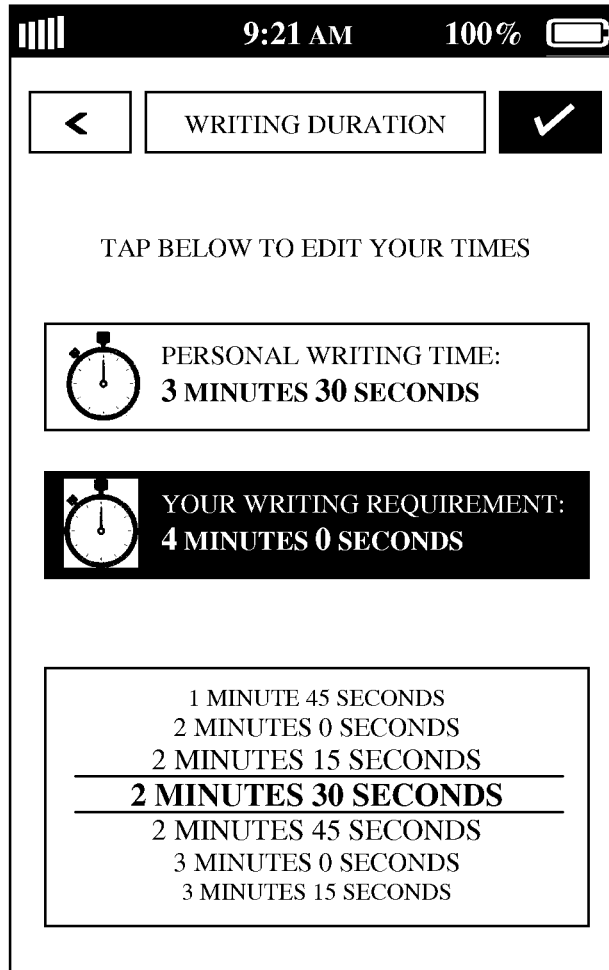 9:21 AM 100%
<
WRITING DURATION
TAP BELOW TO EDIT YOUR TIMES
PERSONAL WRITING TIME:
3 MINUTES 30 SECONDS
YOUR WRITING REQUIREMENT:
4 MINUTES 0 SECONDS
1 MINUTE 45 SECONDS
2 MINUTES 0 SECONDS
2 MINUTES 15 SECONDS
2 MINUTES 30 SECONDS
2 MINUTES 45 SECONDS
3 MINUTES 0 SECONDS
3 MINUTES 15 SECONDS